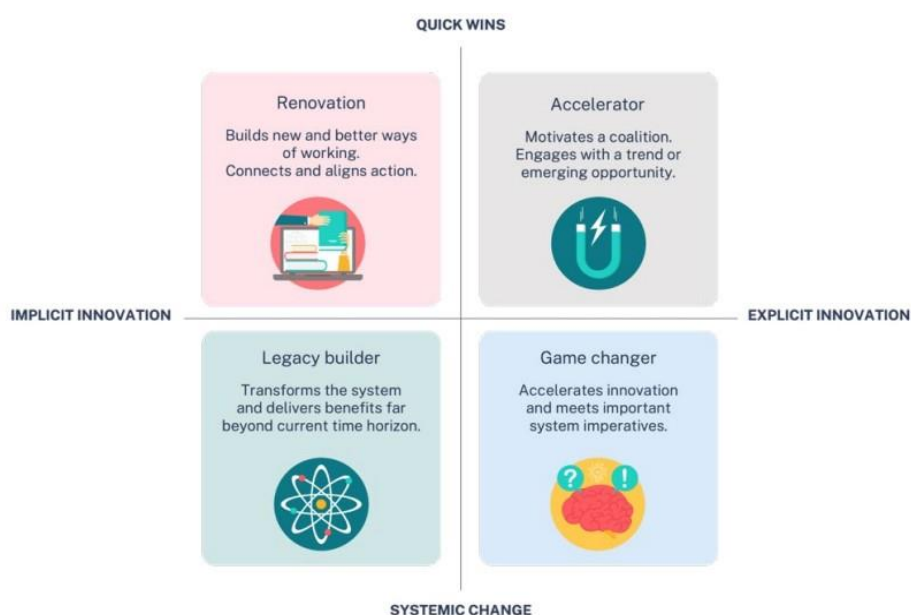 QUICK WINS
Renovation
Builds new and better ways
of working.
Connects and aligns action.
Accelerator
Motivates a coalition.
Engages with a trend or
emerging opportunity.
IMPLICIT INNOVATION
EXPLICIT INNOVATION
Legacy builder
Transforms the system
and delivers benefits far
beyond current time horizon.
Game changer
Accelerates innovation
and meets important
system imperatives.
?
!
SYSTEMIC CHANGE